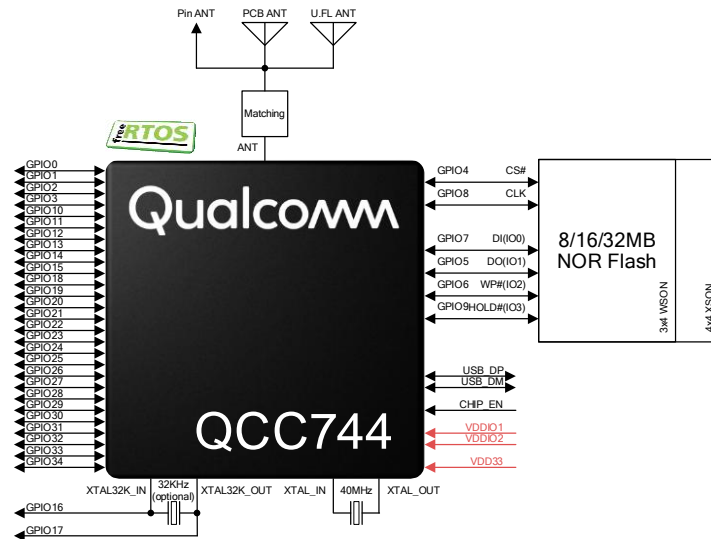 Pin ANT PCB ANT U.FL ANT
Matching
free RTOS
ANT
GPIO0
GPIO1
GPIO2
GPIO3
GPIO10
GPIO11
GPIO12
GPIO13
GPIO14
GPIO15
GPIO18
GPIO19
GPIO20
GPIO21
GPIO22
GPIO23
GPIO24
GPIO25
GPIO26
GPIO27
GPIO28
GPIO29
GPIO30
GPIO31
GPIO32
GPIO33
GPIO34
Qualcomm
QCC744
GPIO4 CS#
GPIO8 CLK
GPIO7 DI(IO0)
GPIO5 DO(IO1)
GPIO6 WP#(IO2)
GPIO9 HOLD#(IO3)
8/16/32MB
NOR Flash
3x4 WSON
4x4 XSON
USB_DP
USB_DM
CHIP_EN
VDDIO1
VDDIO2
VDD33
XTAL32K_IN 32KHz (optional) XTAL32K_OUT XTAL_IN 40MHz XTAL_OUT
GPIO16
GPIO17